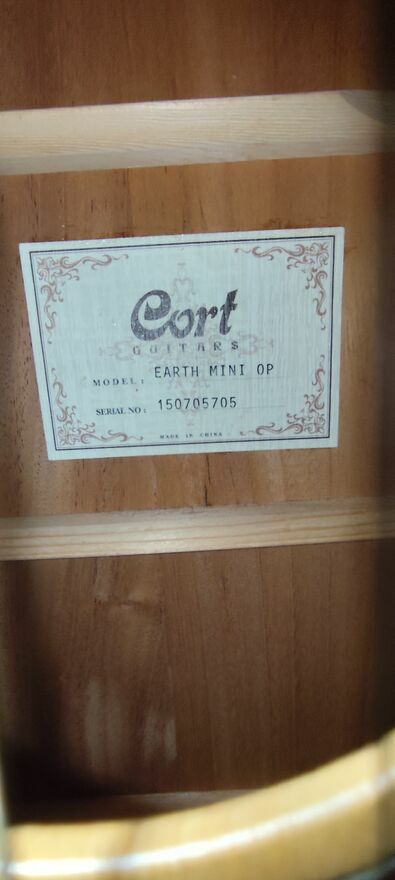 Cort
GUITARS
MODEL: EARTH MINI OP
SERIAL NO: 150705705
MADE IN CHINA